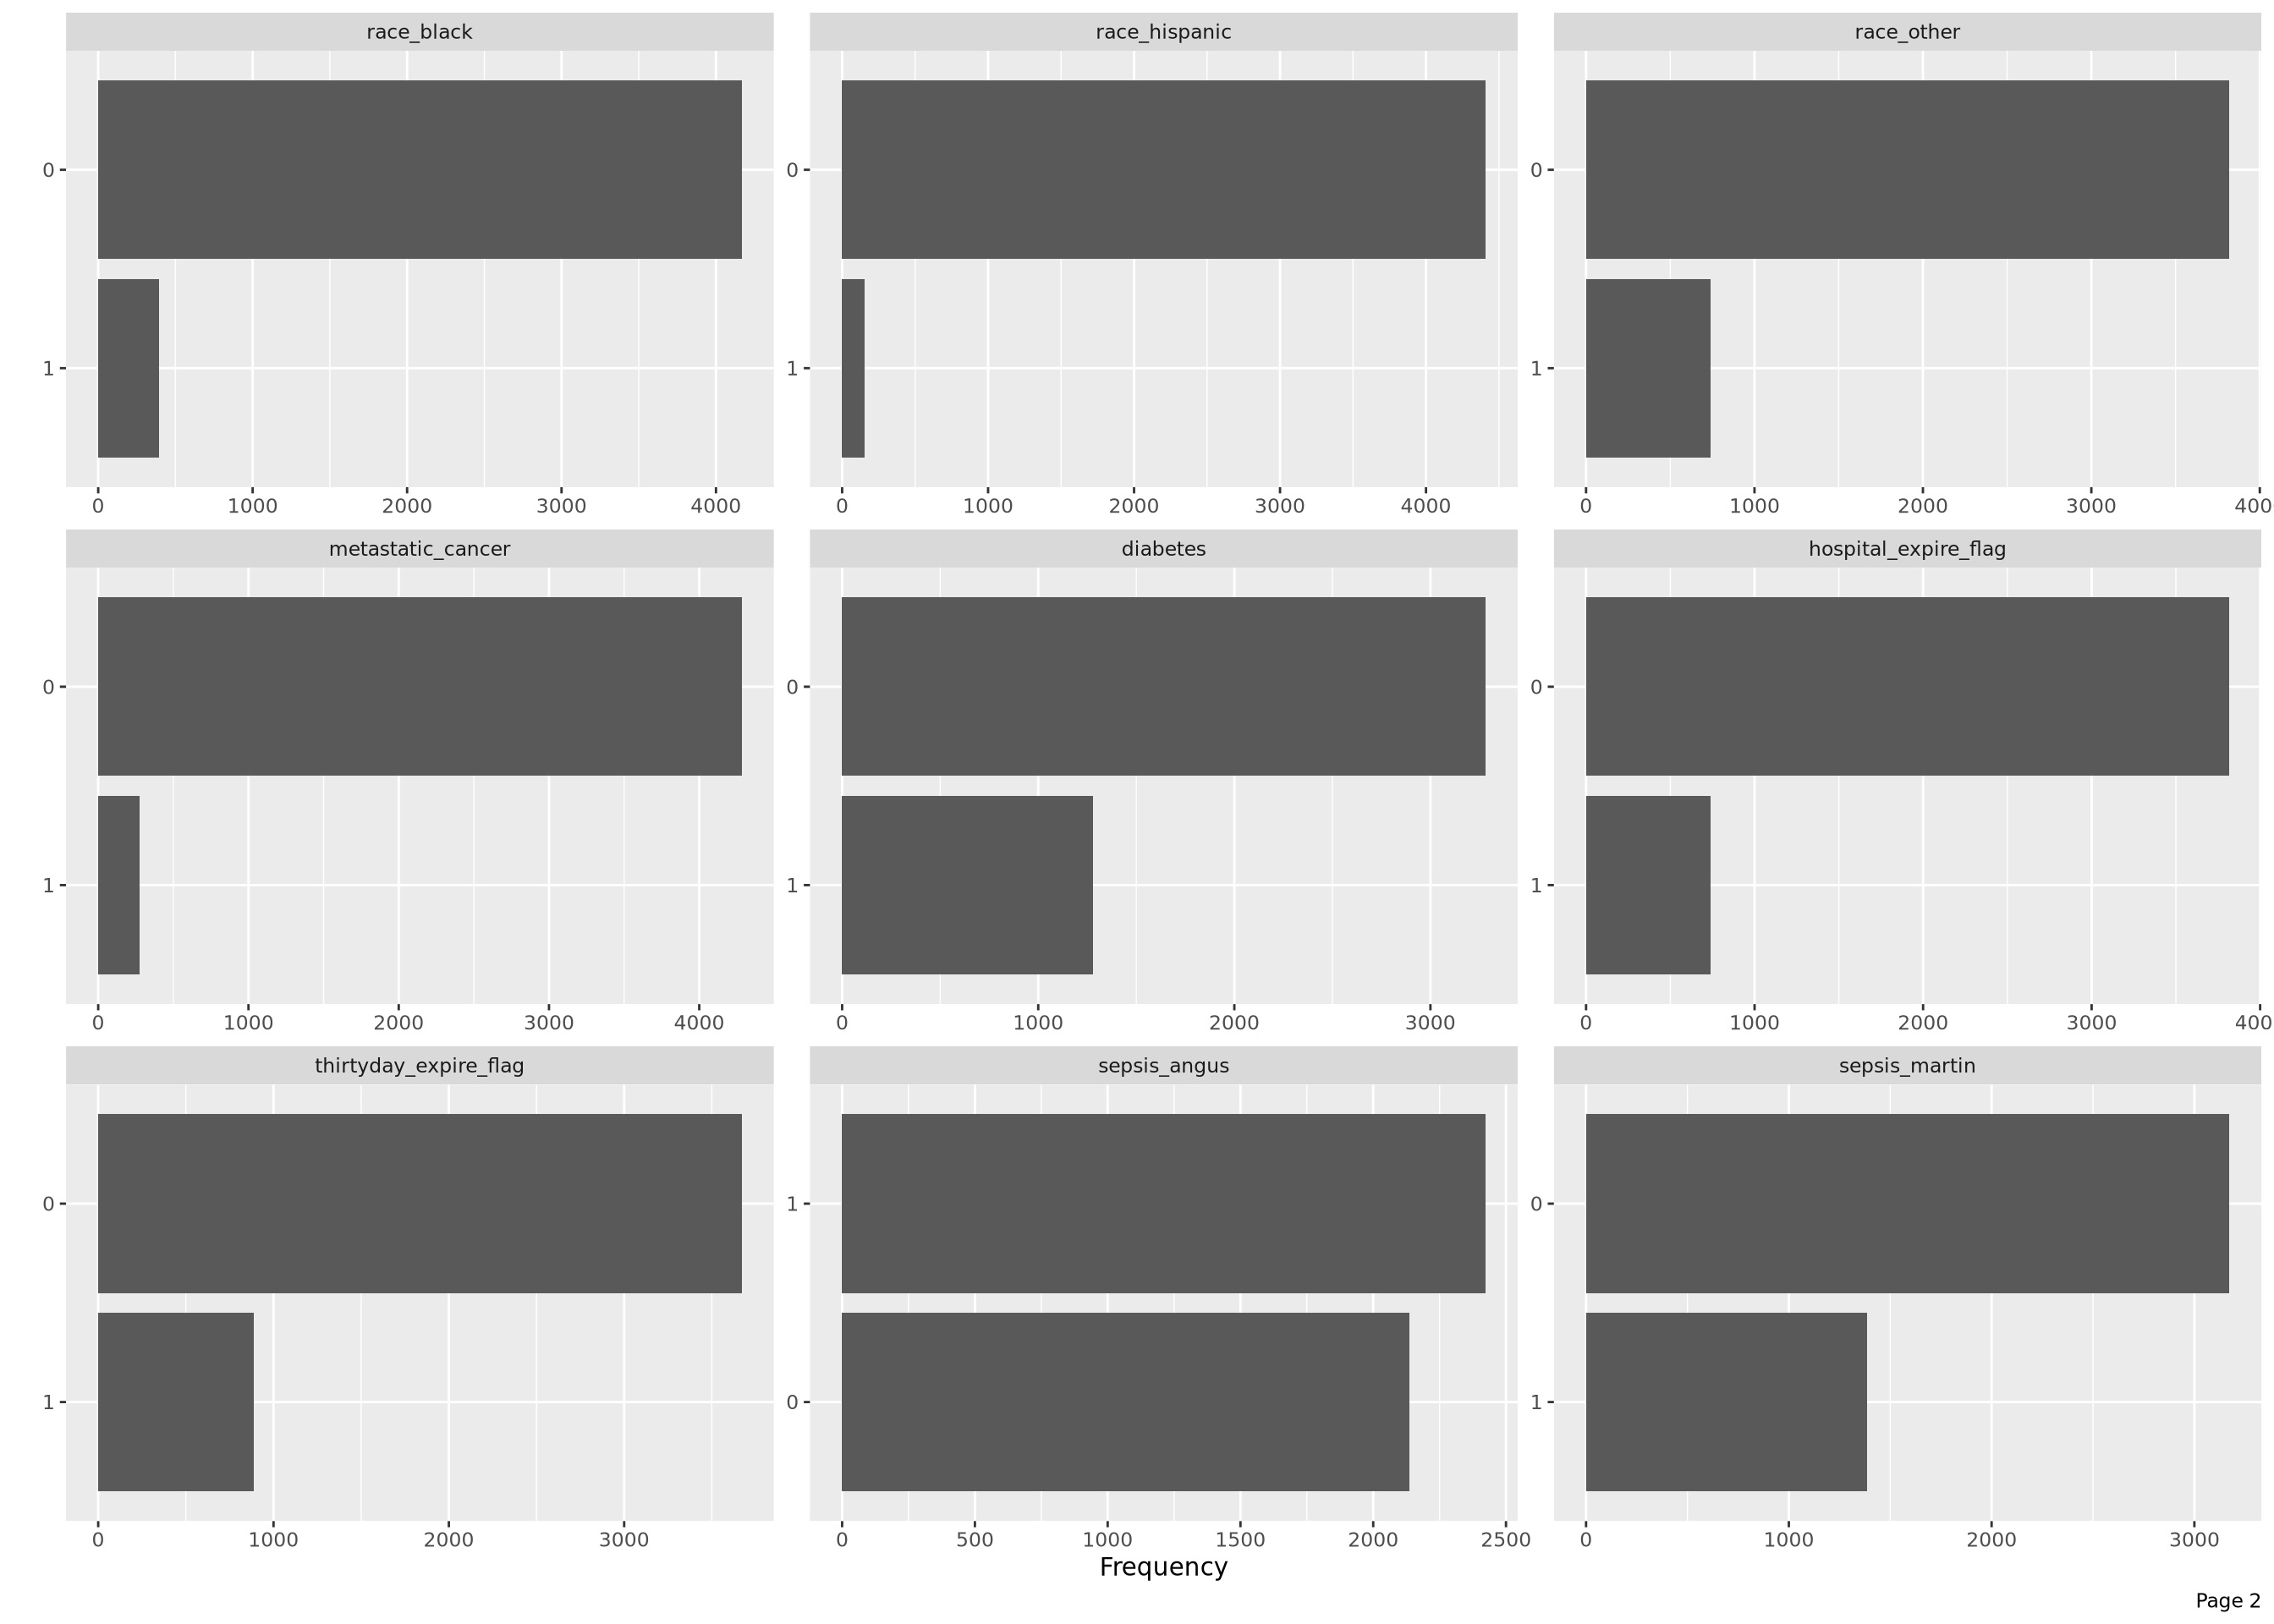 race_black race_hispanic race_other
0 0 0
1 1 1
0 1000 2000 3000 4000 0 1000 2000 3000 4000 0 1000 2000 3000 400
metastatic_cancer diabetes hospital_expire_flag
0 0 0
1 1 1
0 1000 2000 3000 4000 0 1000 2000 3000 0 1000 2000 3000 400
thirtyday_expire_flag sepsis_angus sepsis_martin
0 1 0
1 0 1
0 1000 2000 3000 0 500 1000 1500 2000 2500 0 1000 2000 3000
Frequency
Page 2